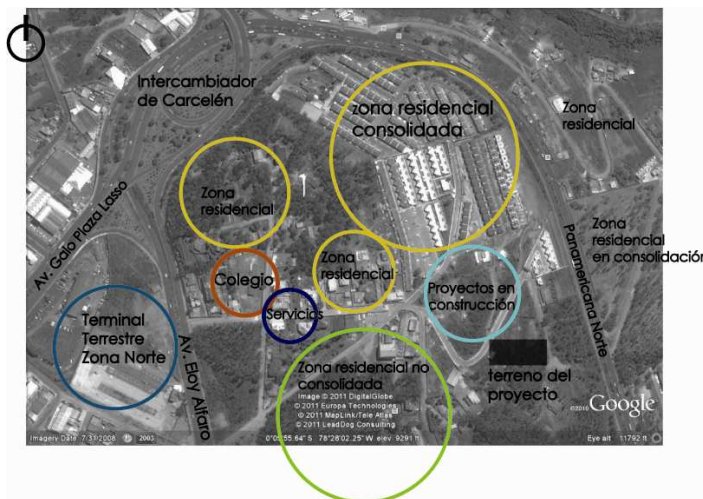 Intercambiador
de Carcelén
zona residencial
consolidada
Zona
residencial
Zona
residencial
Av. Galo Plaza Lasso
Zona
residencial
en consolidación
Panamericana Norte
Colegio
Zona
residencial
Proyectos en
construcción
Servicios
Terminal
Terrestre
Zona Norte
Av. Eloy Alfaro
Zona residencial no
consolidada
terreno del
proyecto
Image © 2011 DigitalGlobe
© 2011 Europa Technologies
© 2011 MapLink/Tele Atlas
© 2011 LeadDog Consulting
©2010 Google
Imagery Date: 7/31/2008 2003
0°05'55.64" S 78°28'02.25" W elev 9291 ft
Eye alt 11792 ft